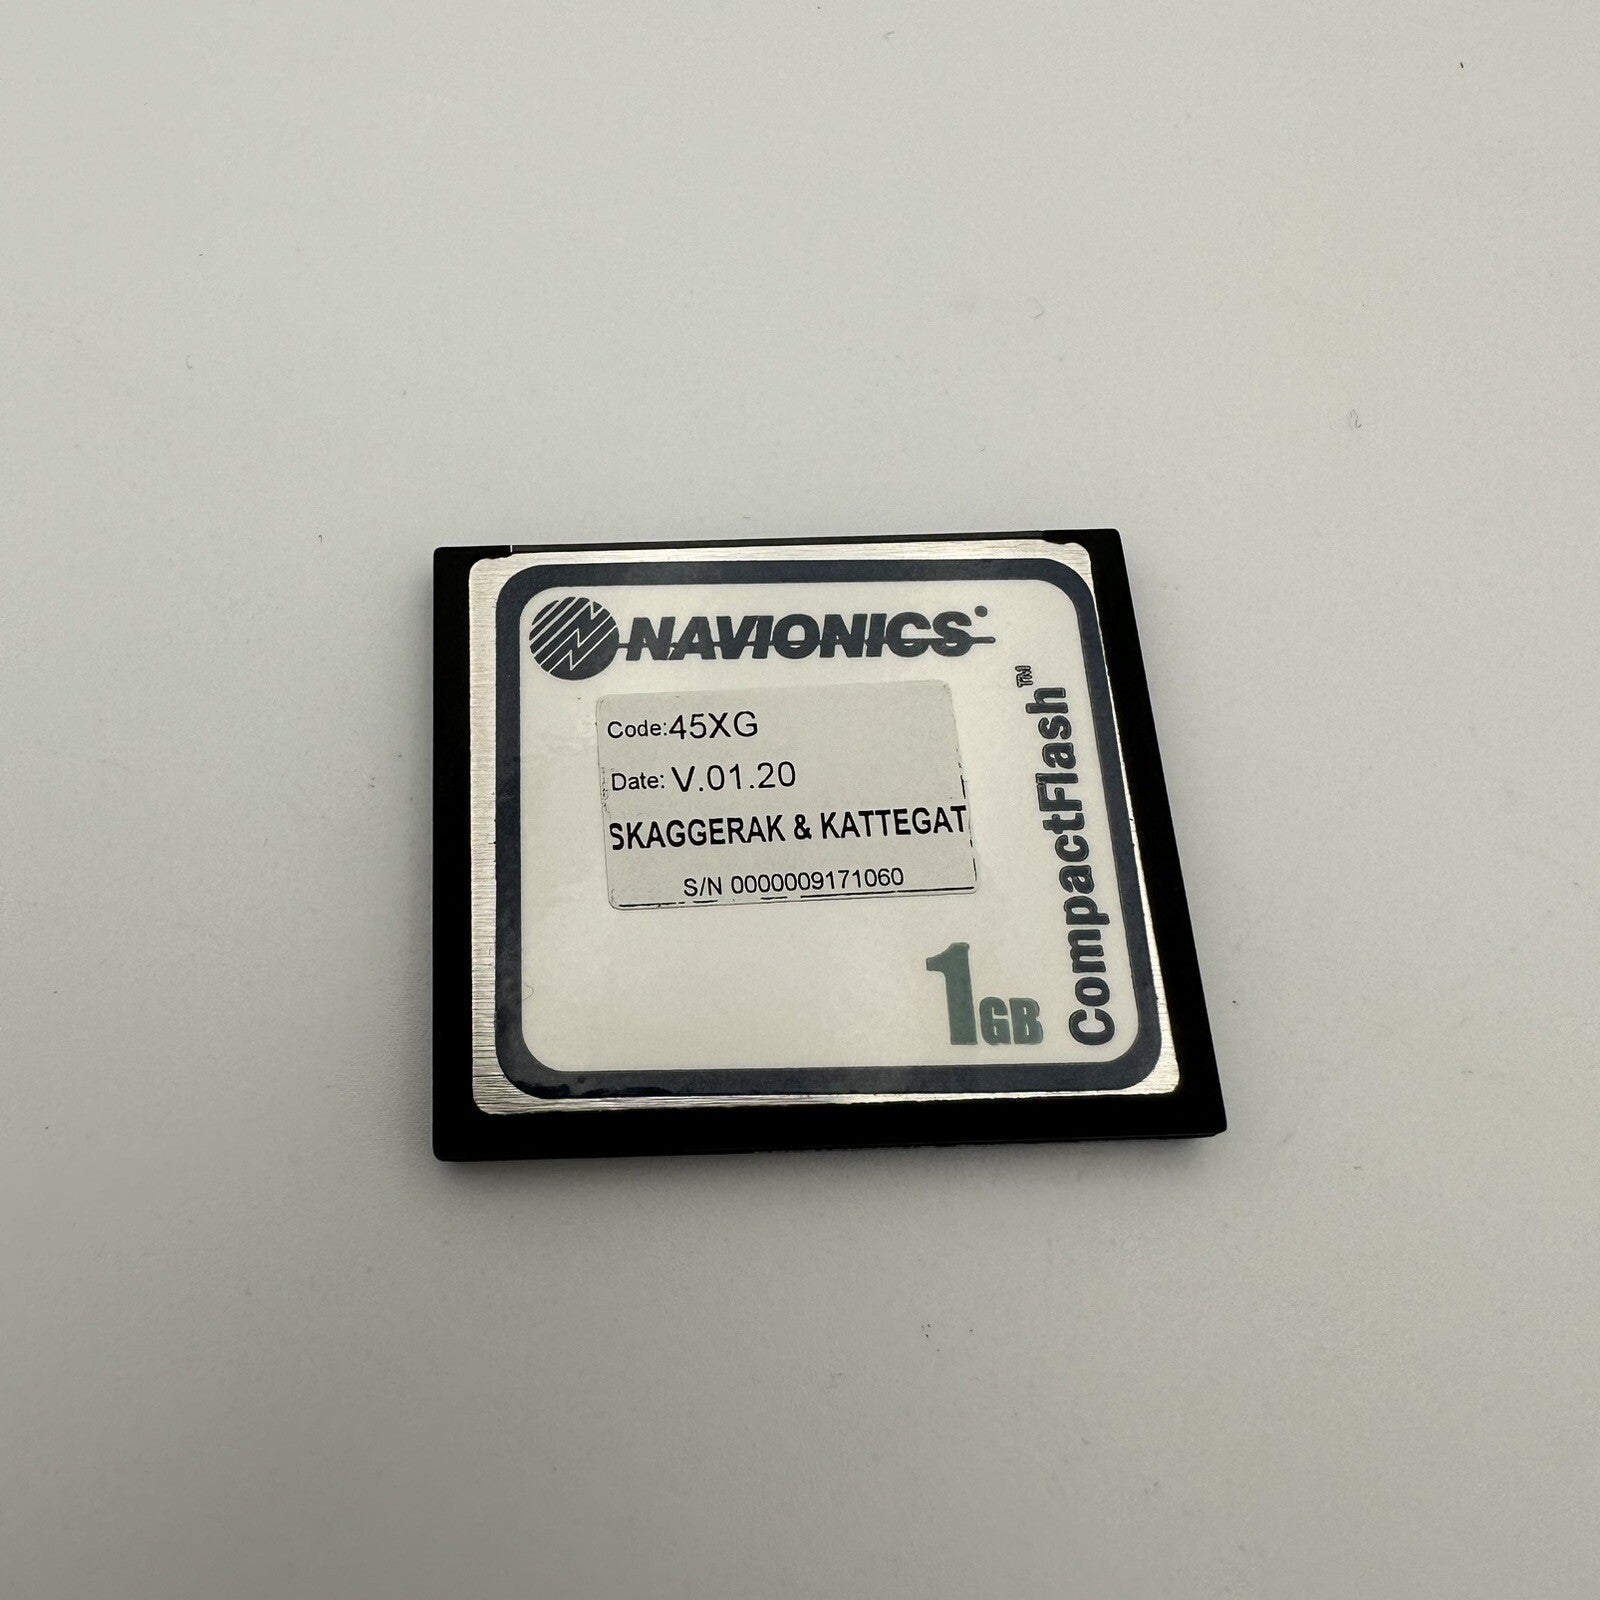 NAVIONICS
Code:45XG
Date: V.01.20
SKAGGERAK & KATTEGAT
S/N 0000009171060
1GB
CompactFlash™